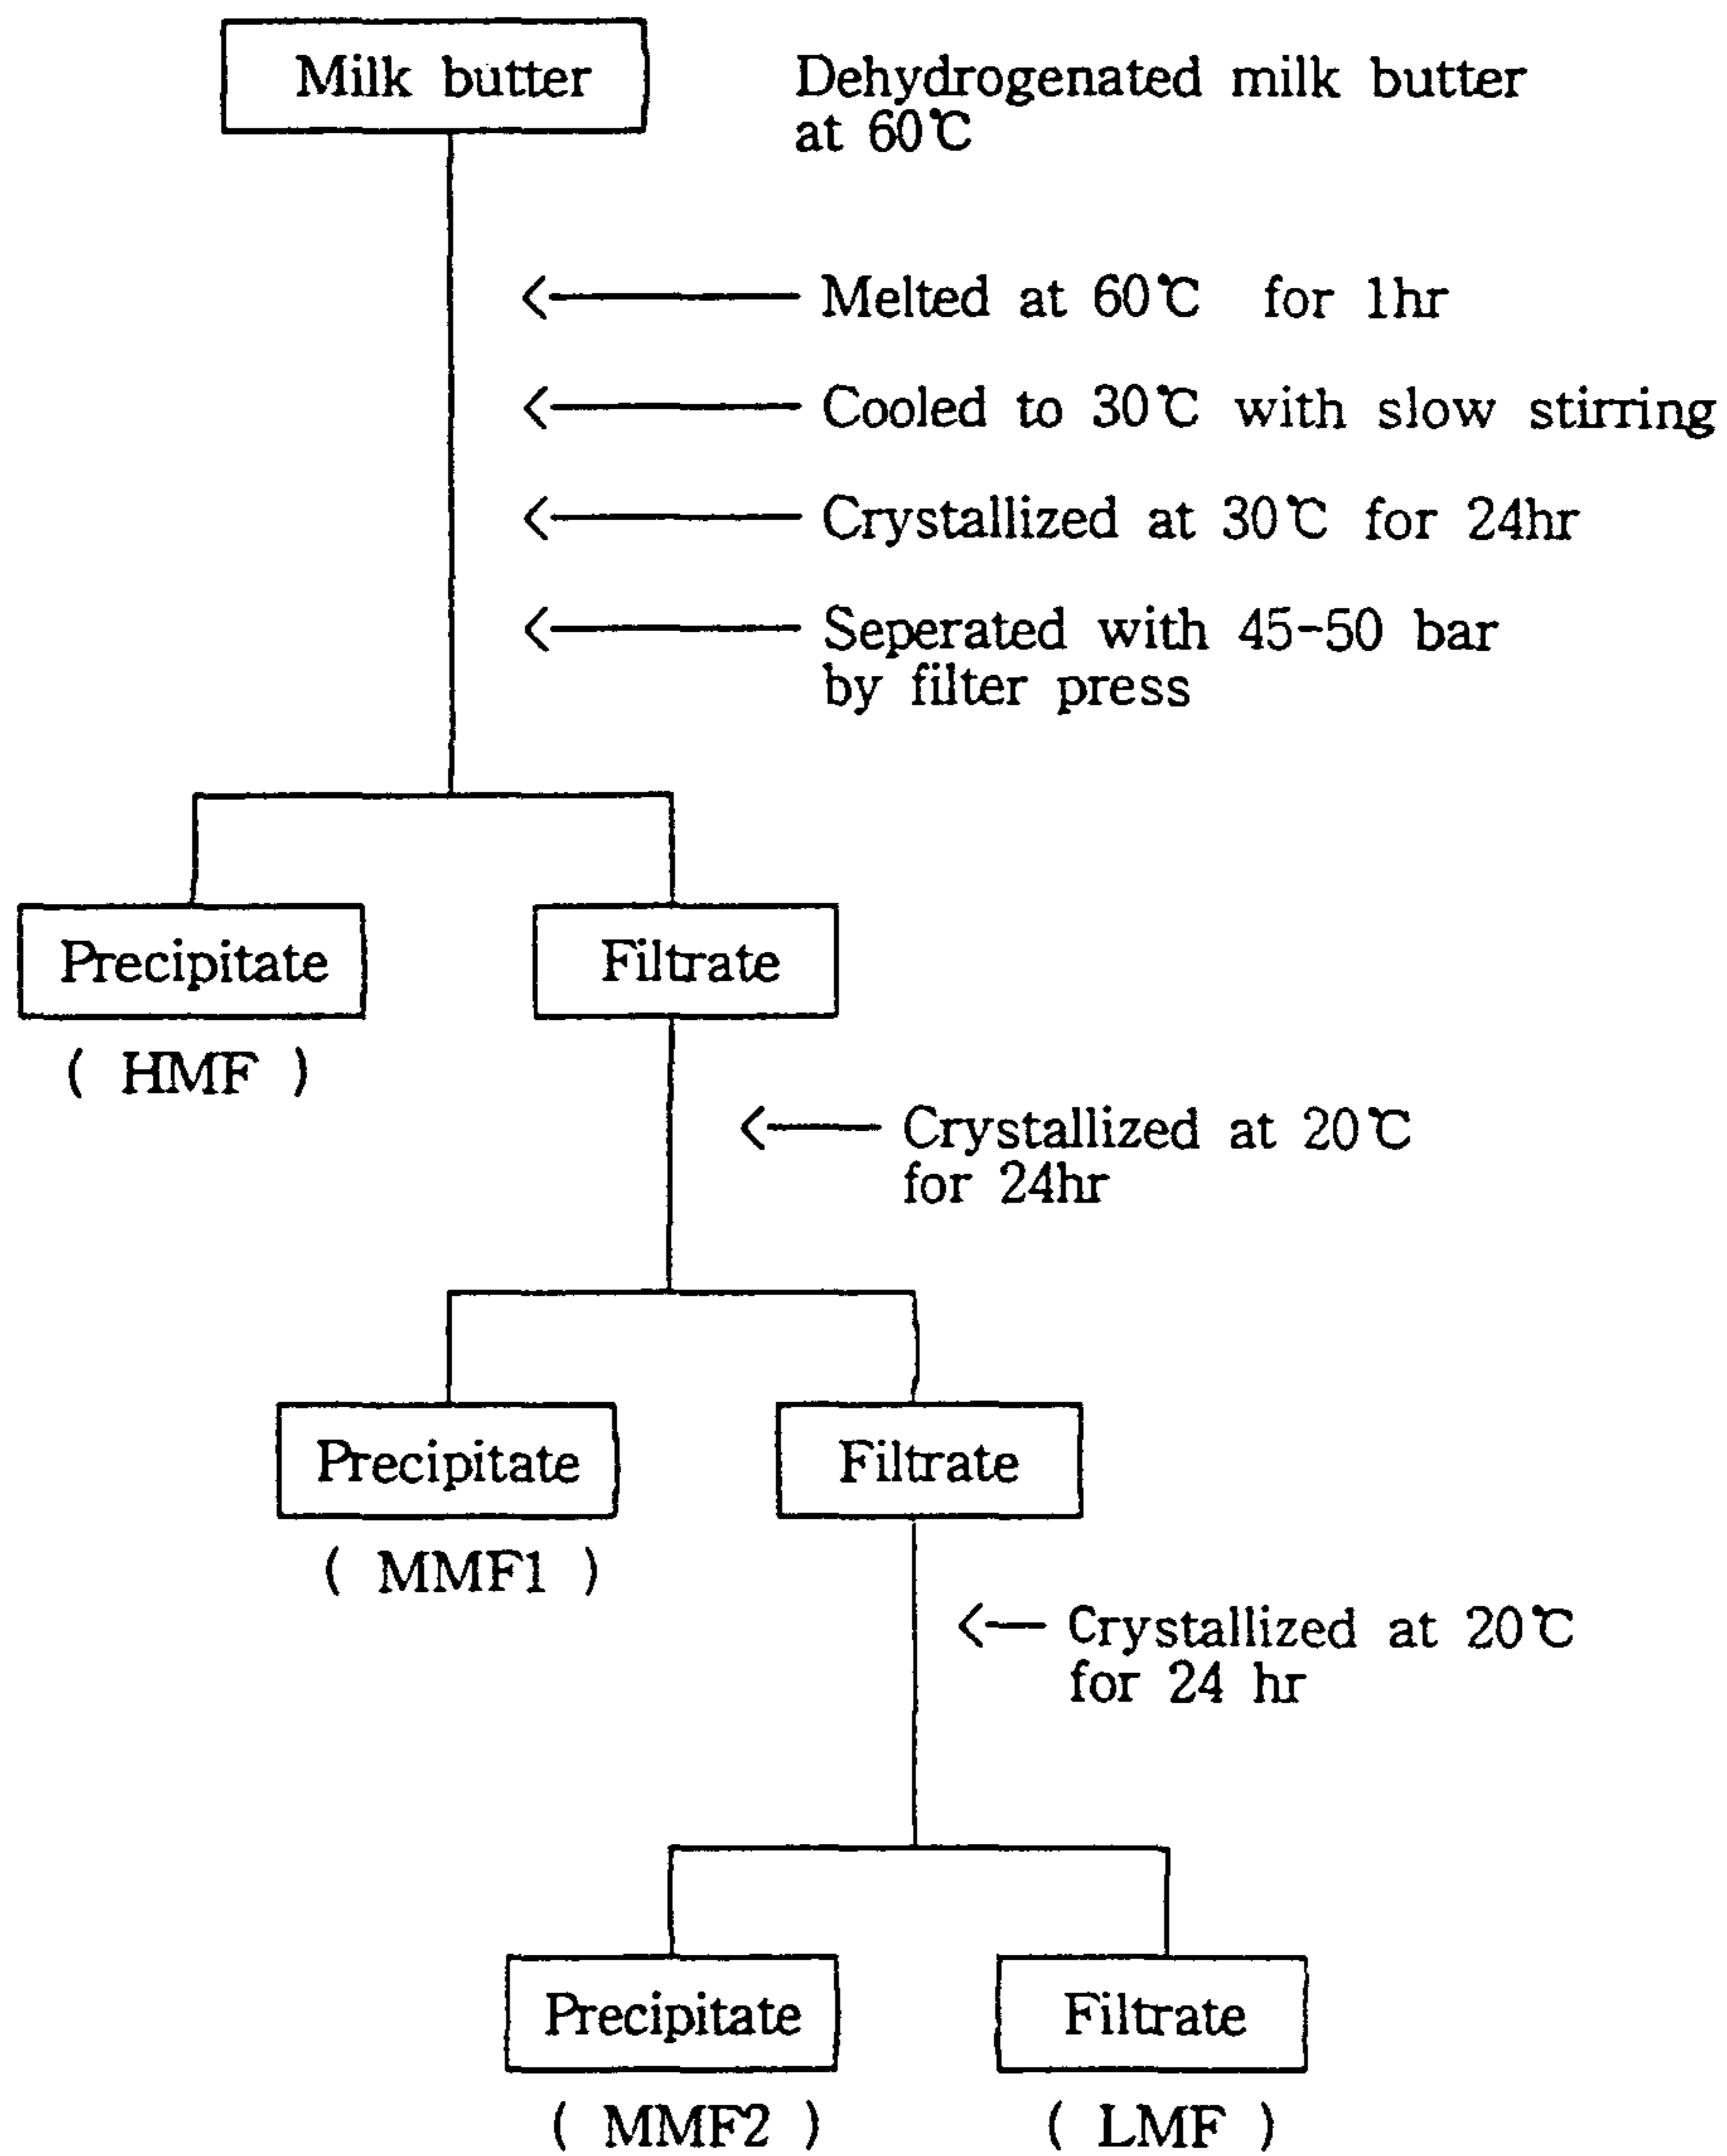 Milk butter
Dehydrogenated milk butter
at 60℃
Melted at 60℃ for 1hr
Cooled to 30℃ with slow stirring
Crystallized at 30℃ for 24hr
Seperated with 45-50 bar
by filter press
Precipitate
Filtrate
( HMF )
Crystallized at 20℃
for 24hr
Precipitate
Filtrate
( MMF1 )
Crystallized at 20℃
for 24 hr
Precipitate
Filtrate
( MMF2 )
( LMF )